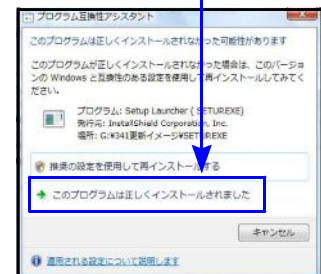 プログラム互換性アシスタント
このプログラムは正しくインストールされなかった可能性があります
このプログラムが正しくインストールされなかった場合は、このバージョ
ンの Windows と互換性のある設定を使用して再インストールしてみてく
ださい。
プログラム: Setup Launcher ( SETUP.EXE)
発行元: InstallShield Corporation, Inc.
場所: G:¥341更新イメージ¥SETUP.EXE
推奨の設定を使用して再インストールする
このプログラムは正しくインストールされました
キャンセル
適用される設定について説明します